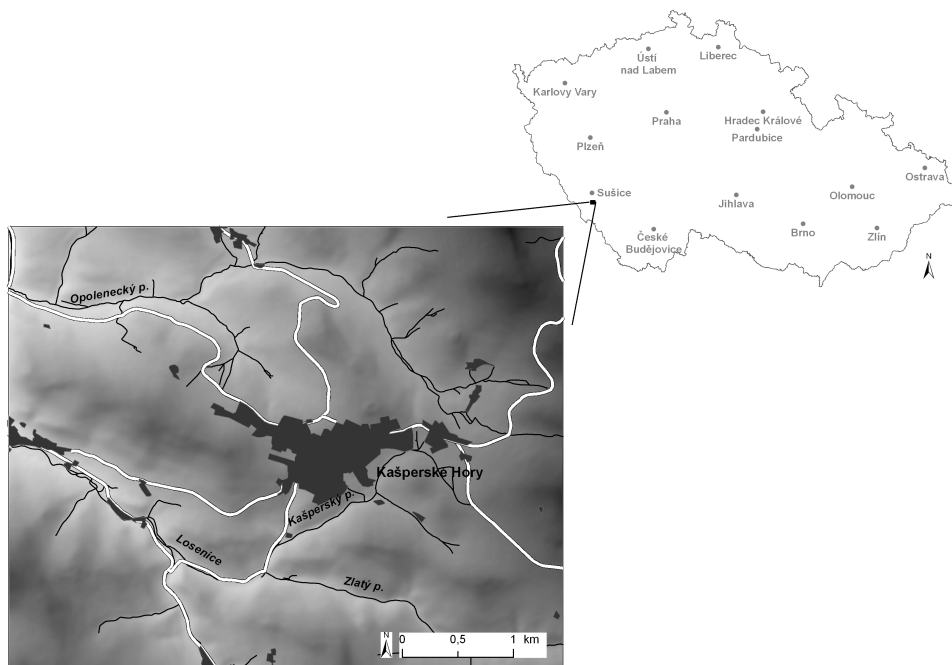 Ústí
nad Labem
Liberec
Karlovy Vary
Praha
Hradec Králové
Pardubice
Plzeň
Ostrava
Sušice
Olomouc
Jihlava
České
Budějovice
Brno
Zlín
N
Opolenecký p.
Kašperské Hory
Kašperský p.
Losenice
Zlatý p.
N
0 0,5 1 km